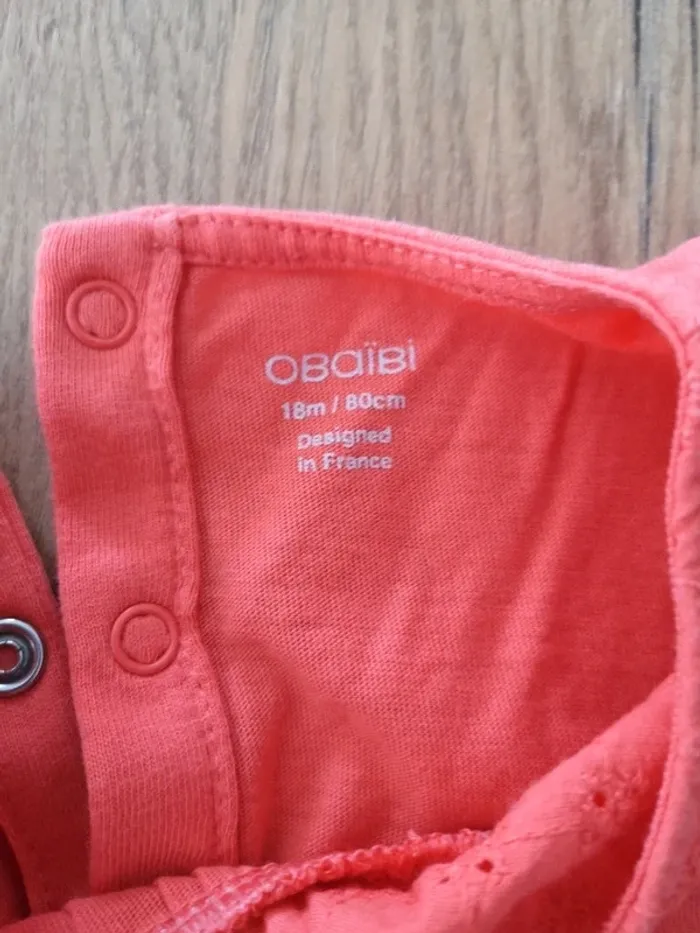 OBaïBi
18m / 80cm
Designed
in France